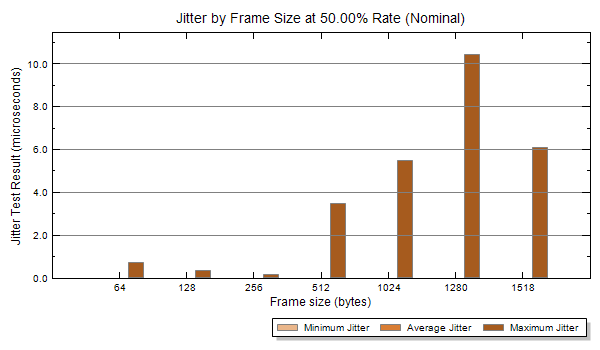 Jitter by Frame Size at 50.00% Rate (Nominal)
Jitter Test Result (microseconds)
10.0
8.0
6.0
4.0
2.0
0.0
64 128 256 512 1024 1280 1518
Frame size (bytes)
Minimum Jitter Average Jitter Maximum Jitter